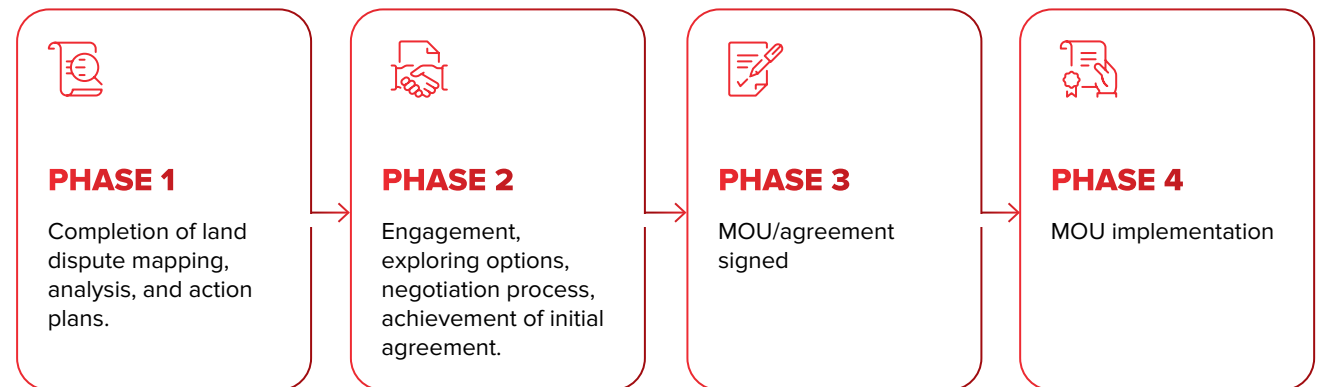 PHASE 1
Completion of land
dispute mapping,
analysis, and action
plans.
PHASE 2
Engagement,
exploring options,
negotiation process,
achievement of initial
agreement.
PHASE 3
MOU/agreement
signed
PHASE 4
MOU implementation